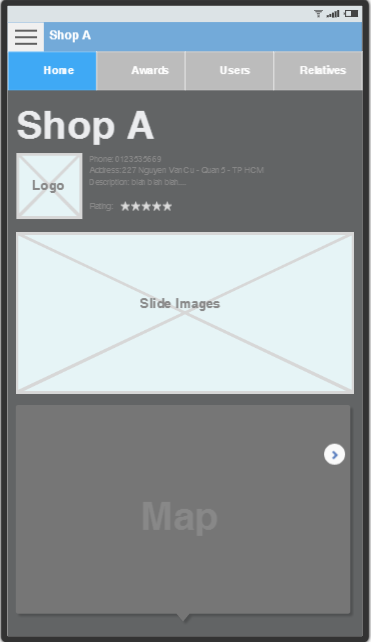 Shop A
Home Awards Users Relatives
Shop A
Logo
Phone: 0123535669
Address: 227 Nguyen Van Cu - Quan 5 - TP HCM
Description: blah blah blah....
Rating:
Slide Images
Map